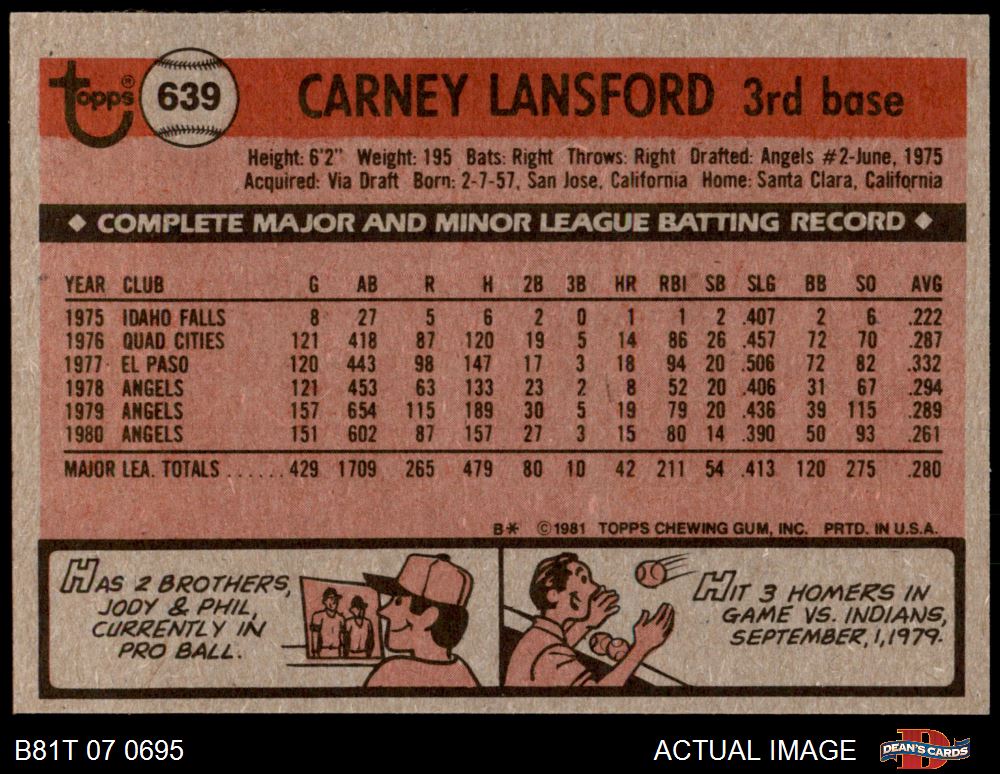 Topps ® 639 CARNEY LANSFORD 3rd base
Height: 6'2" Weight: 195 Bats: Right Throws: Right Drafted: Angels #2-June, 1975
Acquired: Via Draft Born: 2-7-57, San Jose, California Home: Santa Clara, California
◆ COMPLETE MAJOR AND MINOR LEAGUE BATTING RECORD ◆
YEAR CLUB G AB R H 2B 3B HR RBI SB SLG BB SO AVG
1975 IDAHO FALLS 8 27 5 6 2 0 1 1 2 .407 2 6 .222
1976 QUAD CITIES 121 418 87 120 19 5 14 86 26 .457 72 70 .287
1977 EL PASO 120 443 98 147 17 3 18 94 20 .506 72 82 .332
1978 ANGELS 121 453 63 133 23 2 8 52 20 .406 31 67 .294
1979 ANGELS 157 654 115 189 30 5 19 79 20 .436 39 115 .289
1980 ANGELS 151 602 87 157 27 3 15 80 14 .390 50 93 .261
MAJOR LEA. TOTALS ...... 429 1709 265 479 80 10 42 211 54 .413 120 275 .280
B* ©1981 TOPPS CHEWING GUM, INC. PRTD. IN U.S.A.
HAS 2 BROTHERS,
JODY & PHIL,
CURRENTLY IN
PRO BALL.
HIT 3 HOMERS IN
GAME VS. INDIANS,
SEPTEMBER, 1, 1979.
B81T 07 0695 ACTUAL IMAGE DEAN'S CARDS